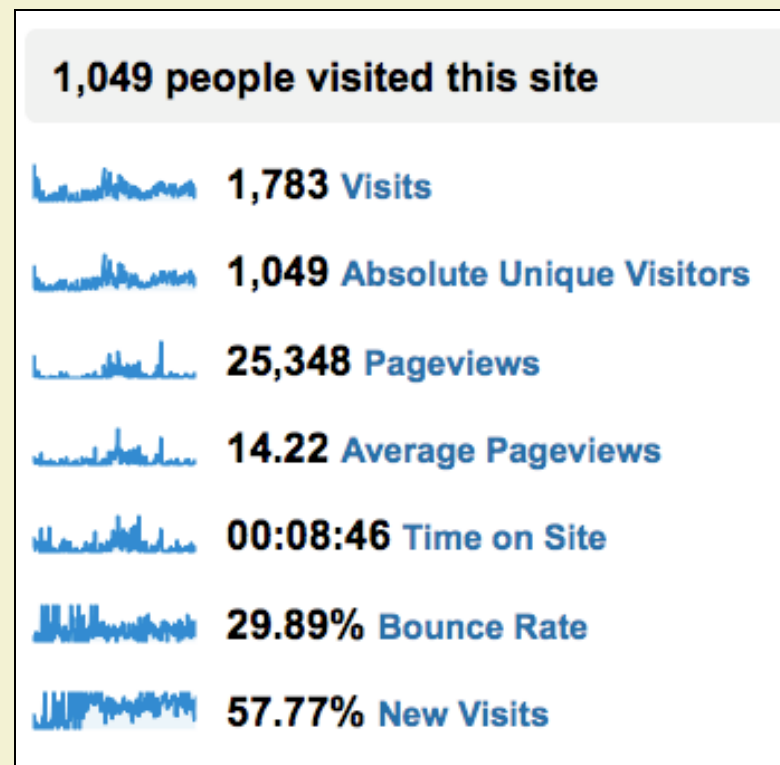 1,049 people visited this site
1,783 Visits
1,049 Absolute Unique Visitors
25,348 Pageviews
14.22 Average Pageviews
00:08:46 Time on Site
29.89% Bounce Rate
57.77% New Visits